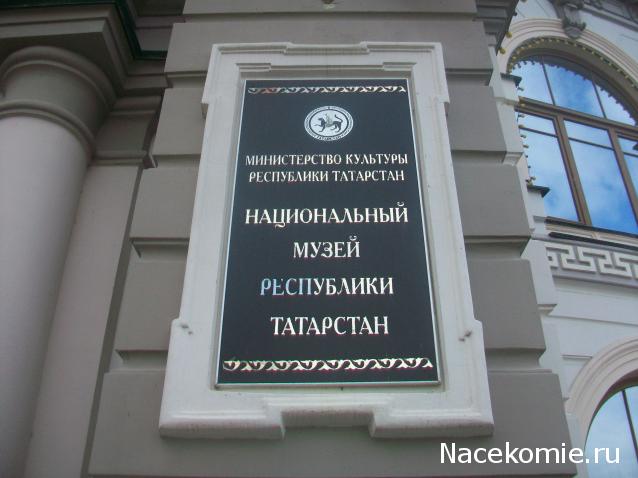 МИНИСТЕРСТВО КУЛЬТУРЫ
РЕСПУБЛИКИ ТАТАРСТАН
НАЦИОНАЛЬНЫЙ
МУЗЕЙ
РЕСПУБЛИКИ
ТАТАРСТАН
Nacekomie.ru